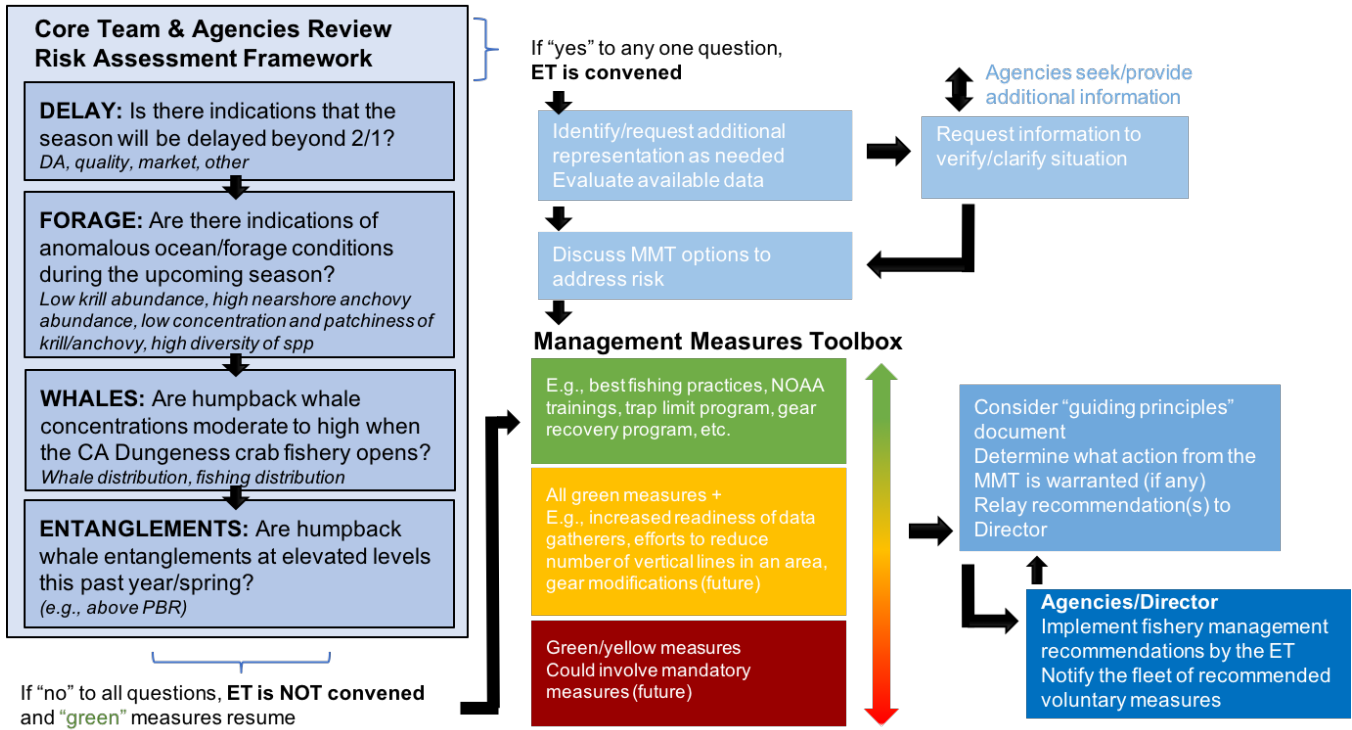 Core Team & Agencies Review
Risk Assessment Framework
DELAY: Is there indications that the
season will be delayed beyond 2/1?
DA, quality, market, other
FORAGE: Are there indications of
anomalous ocean/forage conditions
during the upcoming season?
Low krill abundance, high nearshore anchovy
abundance, low concentration and patchiness of
krill/anchovy, high diversity of spp
WHALES: Are humpback whale
concentrations moderate to high when
the CA Dungeness crab fishery opens?
Whale distribution, fishing distribution
ENTANGLEMENTS: Are humpback
whale entanglements at elevated levels
this past year/spring?
(e.g., above PBR)
If “no” to all questions, ET is NOT convened
and “green” measures resume
If “yes” to any one question,
ET is convened
Identify/request additional
representation as needed
Evaluate available data
Agencies seek/provide
additional information
Request information to
verify/clarify situation
Discuss MMT options to
address risk
Management Measures Toolbox
E.g., best fishing practices, NOAA
trainings, trap limit program, gear
recovery program, etc.
All green measures +
E.g., increased readiness of data
gatherers, efforts to reduce
number of vertical lines in an area,
gear modifications (future)
Green/yellow measures
Could involve mandatory
measures (future)
Consider “guiding principles”
document
Determine what action from the
MMT is warranted (if any)
Relay recommendation(s) to
Director
Agencies/Director
Implement fishery management
recommendations by the ET
Notify the fleet of recommended
voluntary measures